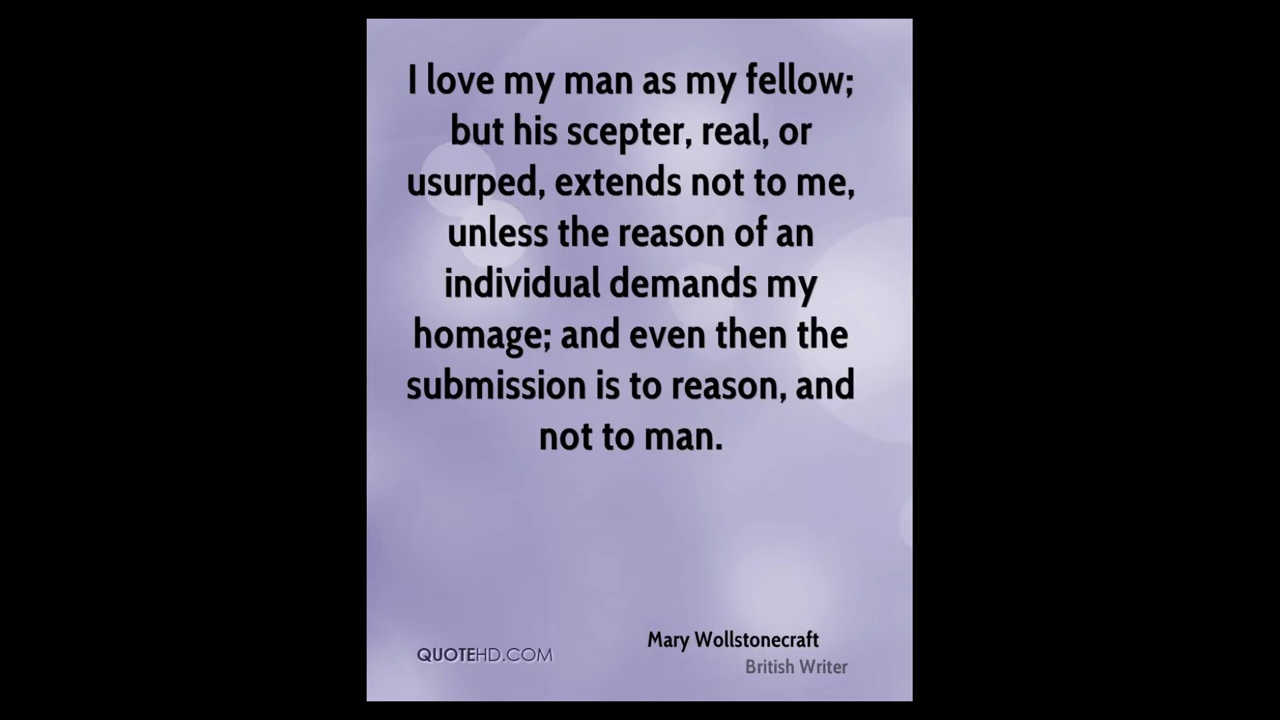 I love my man as my fellow;
but his scepter, real, or
usurped, extends not to me,
unless the reason of an
individual demands my
homage; and even then the
submission is to reason, and
not to man.
Mary Wollstonecraft
QUOTEHD.COM
British Writer